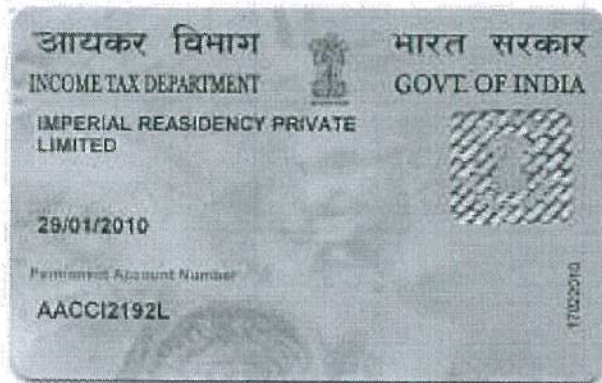 आयकर विभाग
भारत सरकार
INCOME TAX DEPARTMENT
GOVT. OF INDIA
IMPERIAL REASIDENCY PRIVATE
LIMITED
29/01/2010
Permanent Account Number
AACCI2192L
17022010